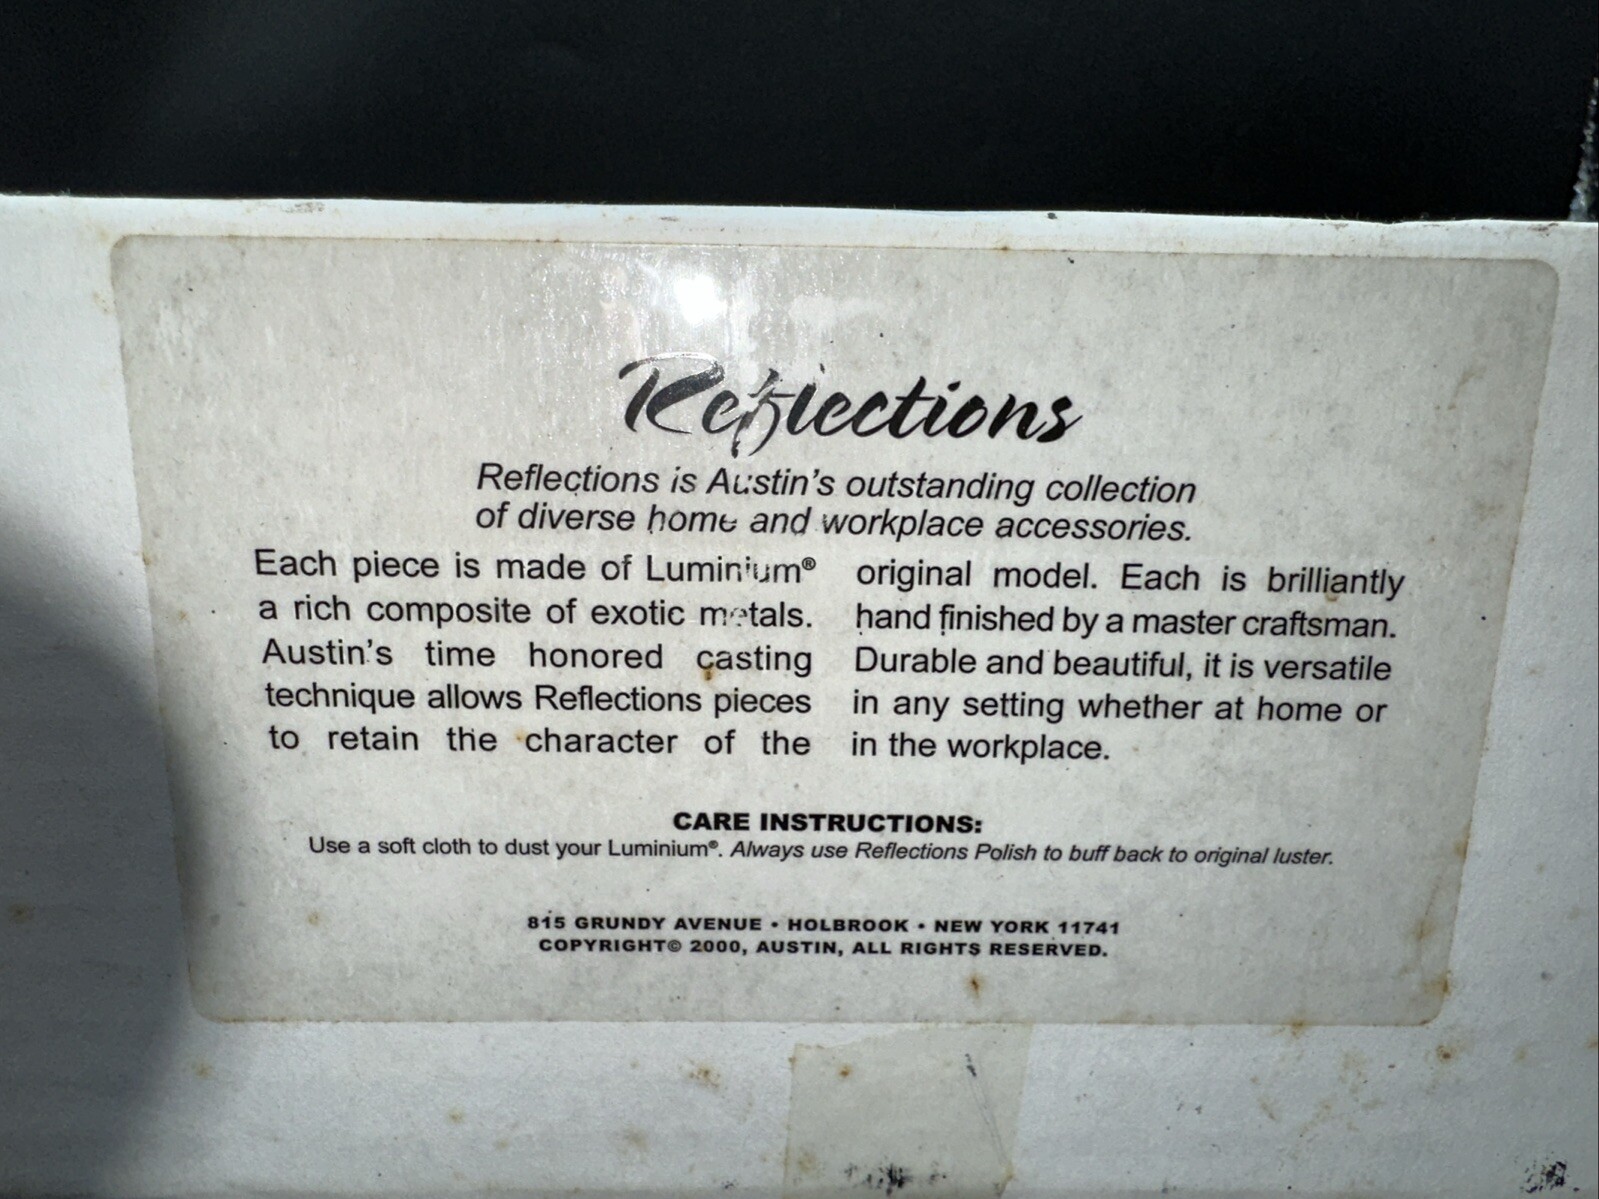 Reflections
Reflections is Austin's outstanding collection
of diverse home and workplace accessories.
Each piece is made of Luminium®
a rich composite of exotic metals.
Austin's time honored casting
technique allows Reflections pieces
to retain the character of the
original model. Each is brilliantly
hand finished by a master craftsman.
Durable and beautiful, it is versatile
in any setting whether at home or
in the workplace.
CARE INSTRUCTIONS:
Use a soft cloth to dust your Luminium®. Always use Reflections Polish to buff back to original luster.
815 GRUNDY AVENUE • HOLBROOK • NEW YORK 11741
COPYRIGHT© 2000, AUSTIN, ALL RIGHTS RESERVED.